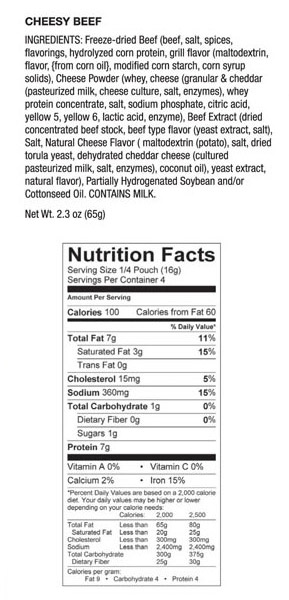 CHEESY BEEF
INGREDIENTS: Freeze-dried Beef (beef, salt, spices,
flavorings, hydrolyzed corn protein, grill flavor (maltodextrin,
flavor, {from corn oil}, modified corn starch, corn syrup
solids), Cheese Powder (whey, cheese (granular & cheddar
(pasteurized milk, cheese culture, salt, enzymes), whey
protein concentrate, salt, sodium phosphate, citric acid,
yellow 5, yellow 6, lactic acid, enzyme), Beef Extract (dried
concentrated beef stock, beef type flavor (yeast extract, salt),
Salt, Natural Cheese Flavor ( maltodextrin (potato), salt, dried
torula yeast, dehydrated cheddar cheese (cultured
pasteurized milk, salt, enzymes), coconut oil), yeast extract,
natural flavor), Partially Hydrogenated Soybean and/or
Cottonseed Oil. CONTAINS MILK.
Net Wt. 2.3 oz (65g)
Nutrition Facts
Serving Size 1/4 Pouch (16g)
Servings Per Container 4
Amount Per Serving
Calories 100 Calories from Fat 60
% Daily Value*
Total Fat 7g 11%
Saturated Fat 3g 15%
Trans Fat 0g
Cholesterol 15mg 5%
Sodium 360mg 15%
Total Carbohydrate 1g 0%
Dietary Fiber 0g 0%
Sugars 1g
Protein 7g
Vitamin A 0% • Vitamin C 0%
Calcium 2% • Iron 15%
*Percent Daily Values are based on a 2,000 calorie
diet. Your daily values may be higher or lower
depending on your calorie needs:
Calories: 2,000 2,500
Total Fat Less than 65g 80g
Saturated Fat Less than 20g 25g
Cholesterol Less than 300mg 300mg
Sodium Less than 2,400mg 2,400mg
Total Carbohydrate 300g 375g
Dietary Fiber 25g 30g
Calories per gram:
Fat 9 • Carbohydrate 4 • Protein 4